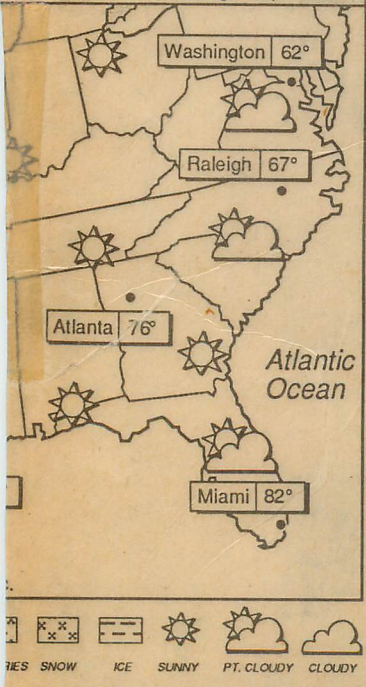 Washington 62°
Raleigh 67°
Atlanta 76°
Atlantic
Ocean
Miami 82°
SNOW ICE SUNNY PT. CLOUDY CLOUDY